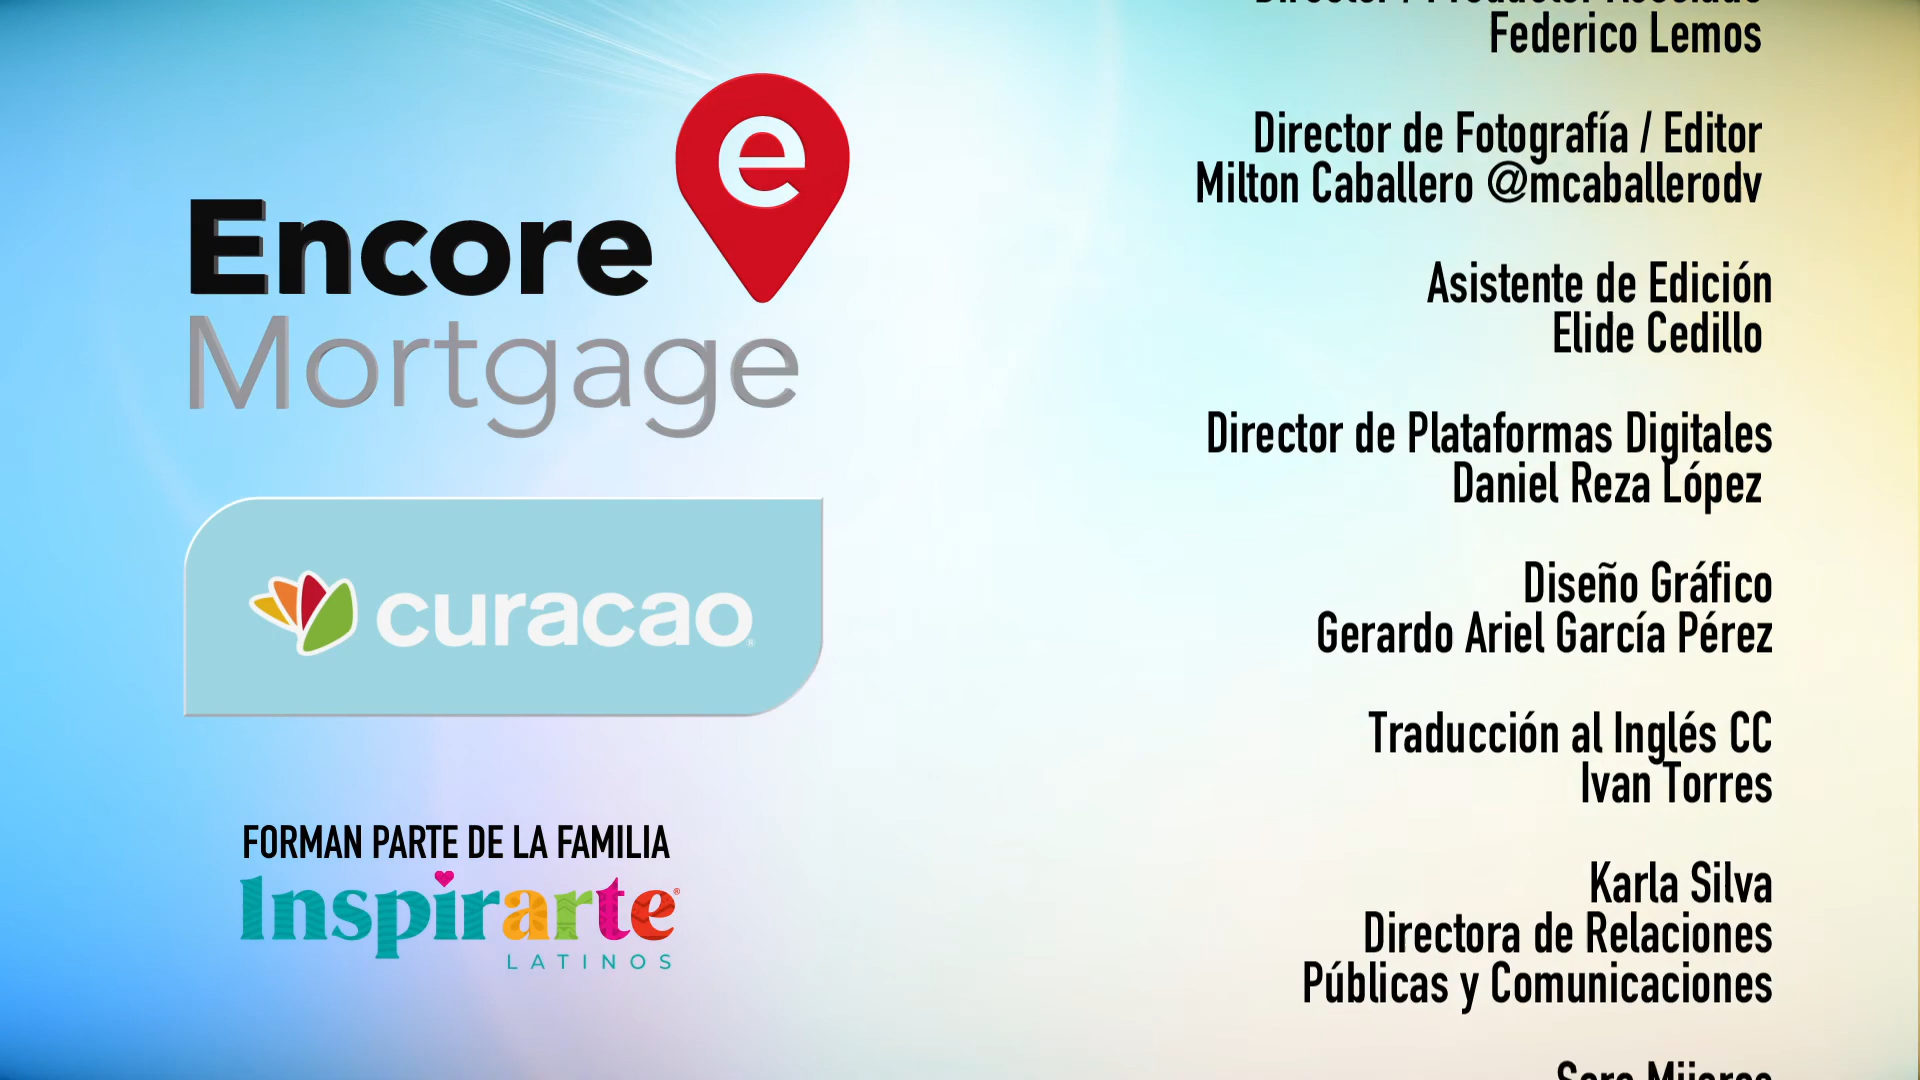 Encore
e
Mortgage
curacao
FORMAN PARTE DE LA FAMILIA
Inspirarte
LATINOS
Federico Lemos
Director de Fotografía / Editor
Milton Caballero @mcaballerodv
Asistente de Edición
Elide Cedillo
Director de Plataformas Digitales
Daniel Reza López
Diseño Gráfico
Gerardo Ariel García Pérez
Traducción al Inglés CC
Ivan Torres
Karla Silva
Directora de Relaciones
Públicas y Comunicaciones